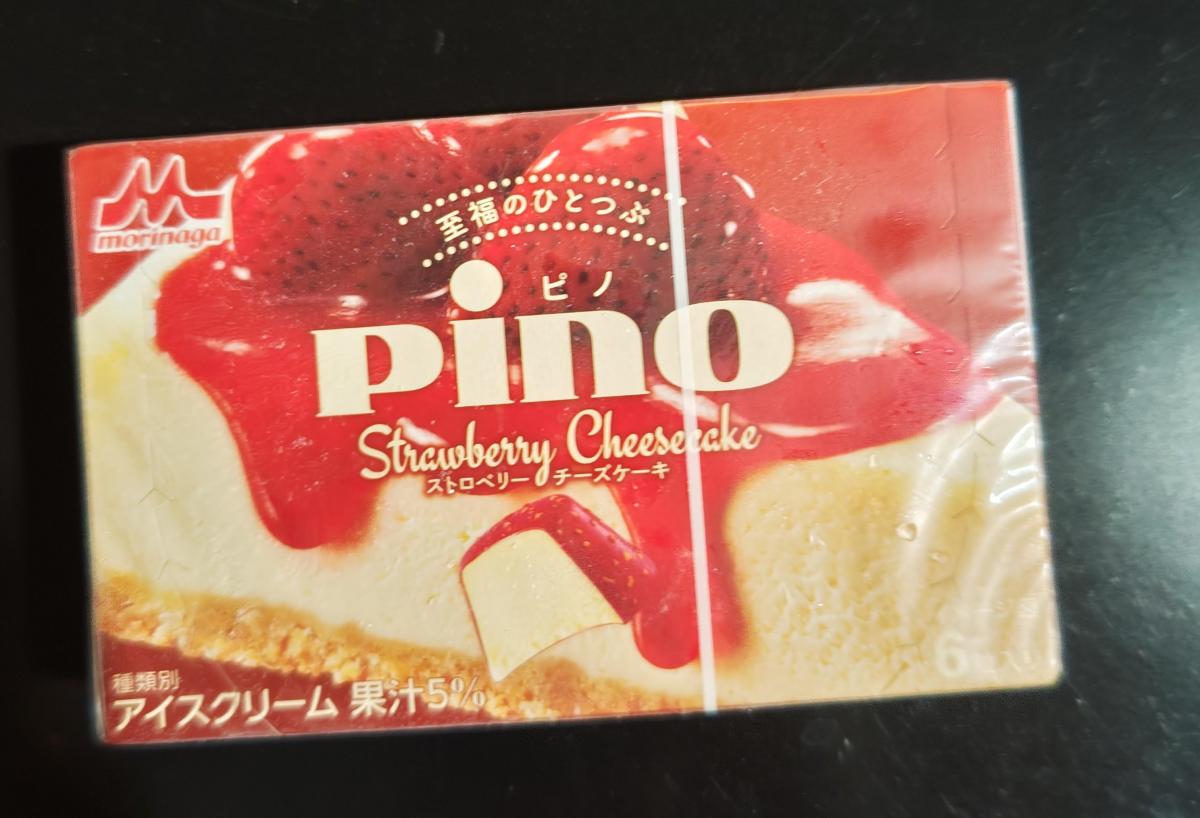 morinaga
至福のひとつぶ
ピノ
pino
Strawberry Cheesecake
ストロベリー チーズケーキ
種類別
アイスクリーム 果汁5%
6